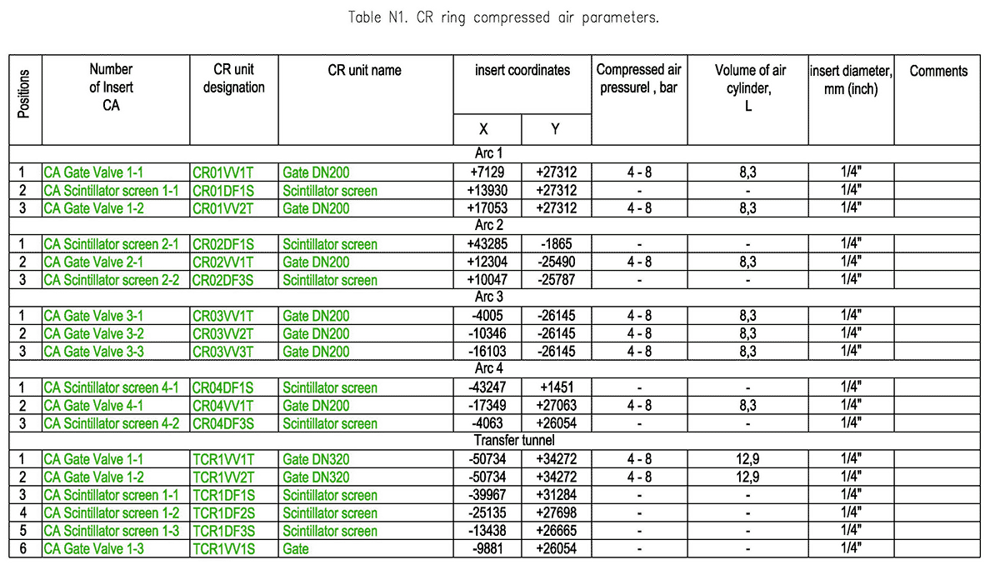 Table N1. CR ring compressed air parameters.
Positions
Number of Insert CA
CR unit designation
CR unit name
insert coordinates
Compressed air pressurel , bar
Volume of air cylinder, L
insert diameter, mm (inch)
Comments
X Y
Arc 1
1 CA Gate Valve 1-1 CR01VV1T Gate DN200 +7129 +27312 4 - 8 8,3 1/4"
2 CA Scintillator screen 1-1 CR01DF1S Scintillator screen +13930 +27312 - - 1/4"
3 CA Gate Valve 1-2 CR01VV2T Gate DN200 +17053 +27312 4 - 8 8,3 1/4"
Arc 2
1 CA Scintillator screen 2-1 CR02DF1S Scintillator screen +43285 -1865 - - 1/4"
2 CA Gate Valve 2-1 CR02VV1T Gate DN200 +12304 -25490 4 - 8 8,3 1/4"
3 CA Scintillator screen 2-2 CR02DF3S Scintillator screen +10047 -25787 - - 1/4"
Arc 3
1 CA Gate Valve 3-1 CR03VV1T Gate DN200 -4005 -26145 4 - 8 8,3 1/4"
2 CA Gate Valve 3-2 CR03VV2T Gate DN200 -10346 -26145 4 - 8 8,3 1/4"
3 CA Gate Valve 3-3 CR03VV3T Gate DN200 -16103 -26145 4 - 8 8,3 1/4"
Arc 4
1 CA Scintillator screen 4-1 CR04DF1S Scintillator screen -43247 +1451 - - 1/4"
2 CA Gate Valve 4-1 CR04VV1T Gate DN200 -17349 +27063 4 - 8 8,3 1/4"
3 CA Scintillator screen 4-2 CR04DF3S Scintillator screen -4063 +26054 - - 1/4"
Transfer tunnel
1 CA Gate Valve 1-1 TCR1VV1T Gate DN320 -50734 +34272 4 - 8 12,9 1/4"
2 CA Gate Valve 1-2 TCR1VV2T Gate DN320 -50734 +34272 4 - 8 12,9 1/4"
3 CA Scintillator screen 1-1 TCR1DF1S Scintillator screen -39967 +31284 - - 1/4"
4 CA Scintillator screen 1-2 TCR1DF2S Scintillator screen -25135 +27698 - - 1/4"
5 CA Scintillator screen 1-3 TCR1DF3S Scintillator screen -13438 +26665 - - 1/4"
6 CA Gate Valve 1-3 TCR1VV1S Gate -9881 +26054 - - 1/4"